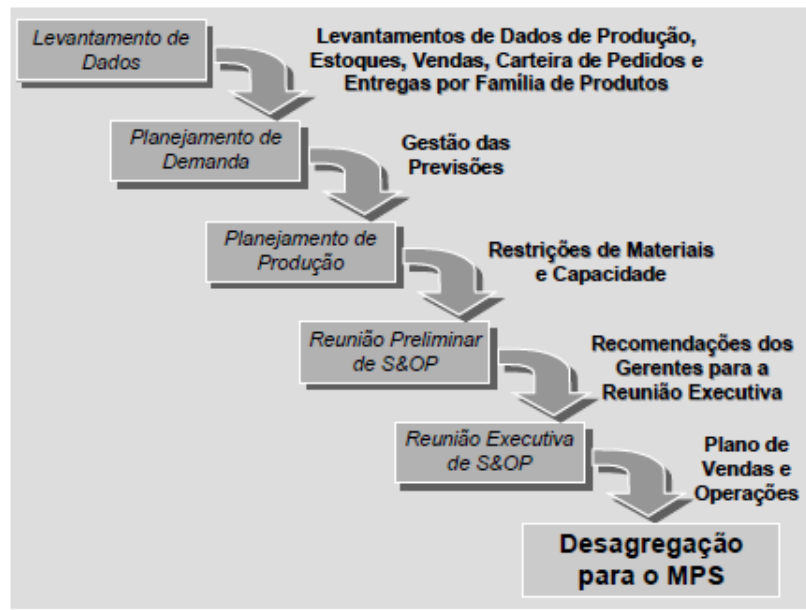 Levantamento de
Dados
Levantamentos de Dados de Produção,
Estoques, Vendas, Carteira de Pedidos e
Entregas por Família de Produtos
Planejamento de
Demanda
Gestão das
Previsões
Planejamento de
Produção
Restrições de Materiais
e Capacidade
Reunião Preliminar
de S&OP
Recomendações dos
Gerentes para a
Reunião Executiva
Reunião Executiva
de S&OP
Plano de
Vendas e
Operações
Desagregação
para o MPS